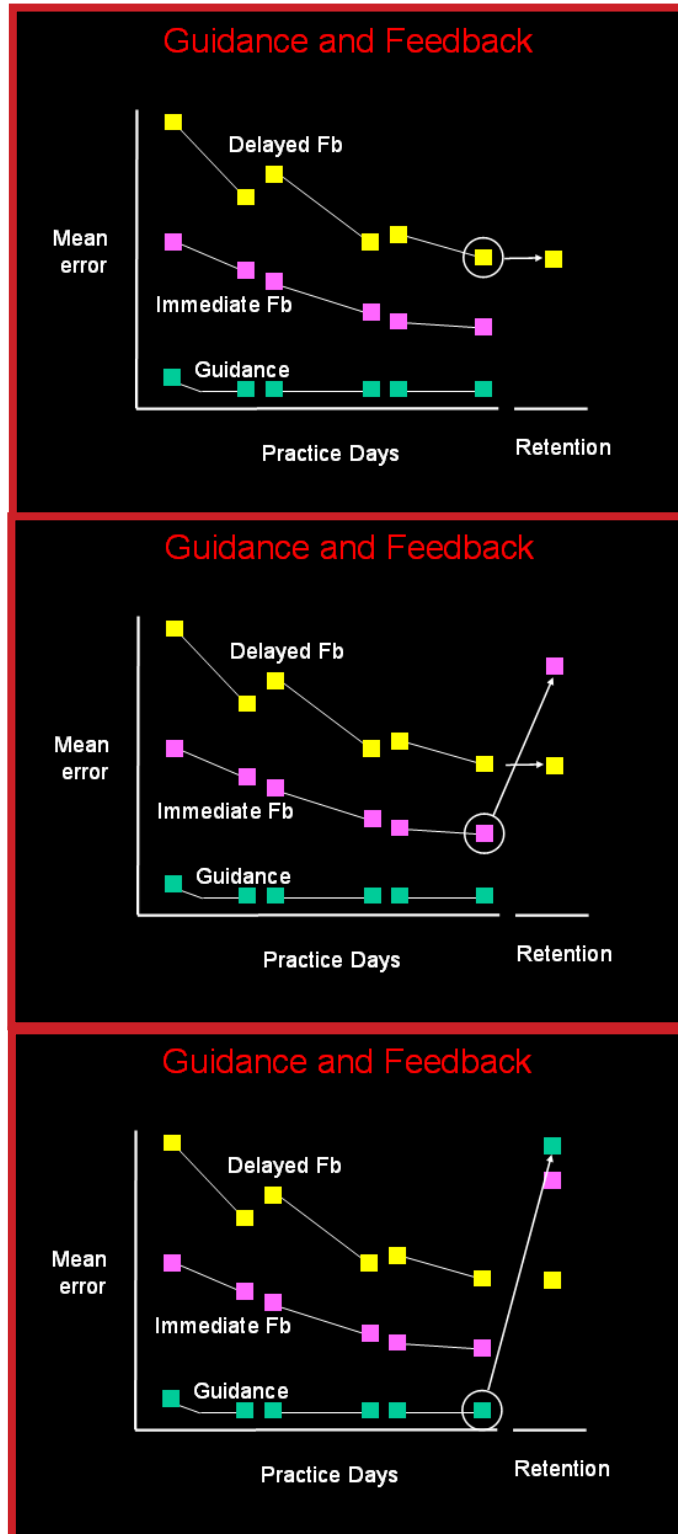 Guidance and Feedback
Delayed Fb
Mean
error
Immediate Fb
Guidance
Practice Days
Retention
Guidance and Feedback
Delayed Fb
Mean
error
Immediate Fb
Guidance
Practice Days
Retention
Guidance and Feedback
Delayed Fb
Mean
error
Immediate Fb
Guidance
Practice Days
Retention